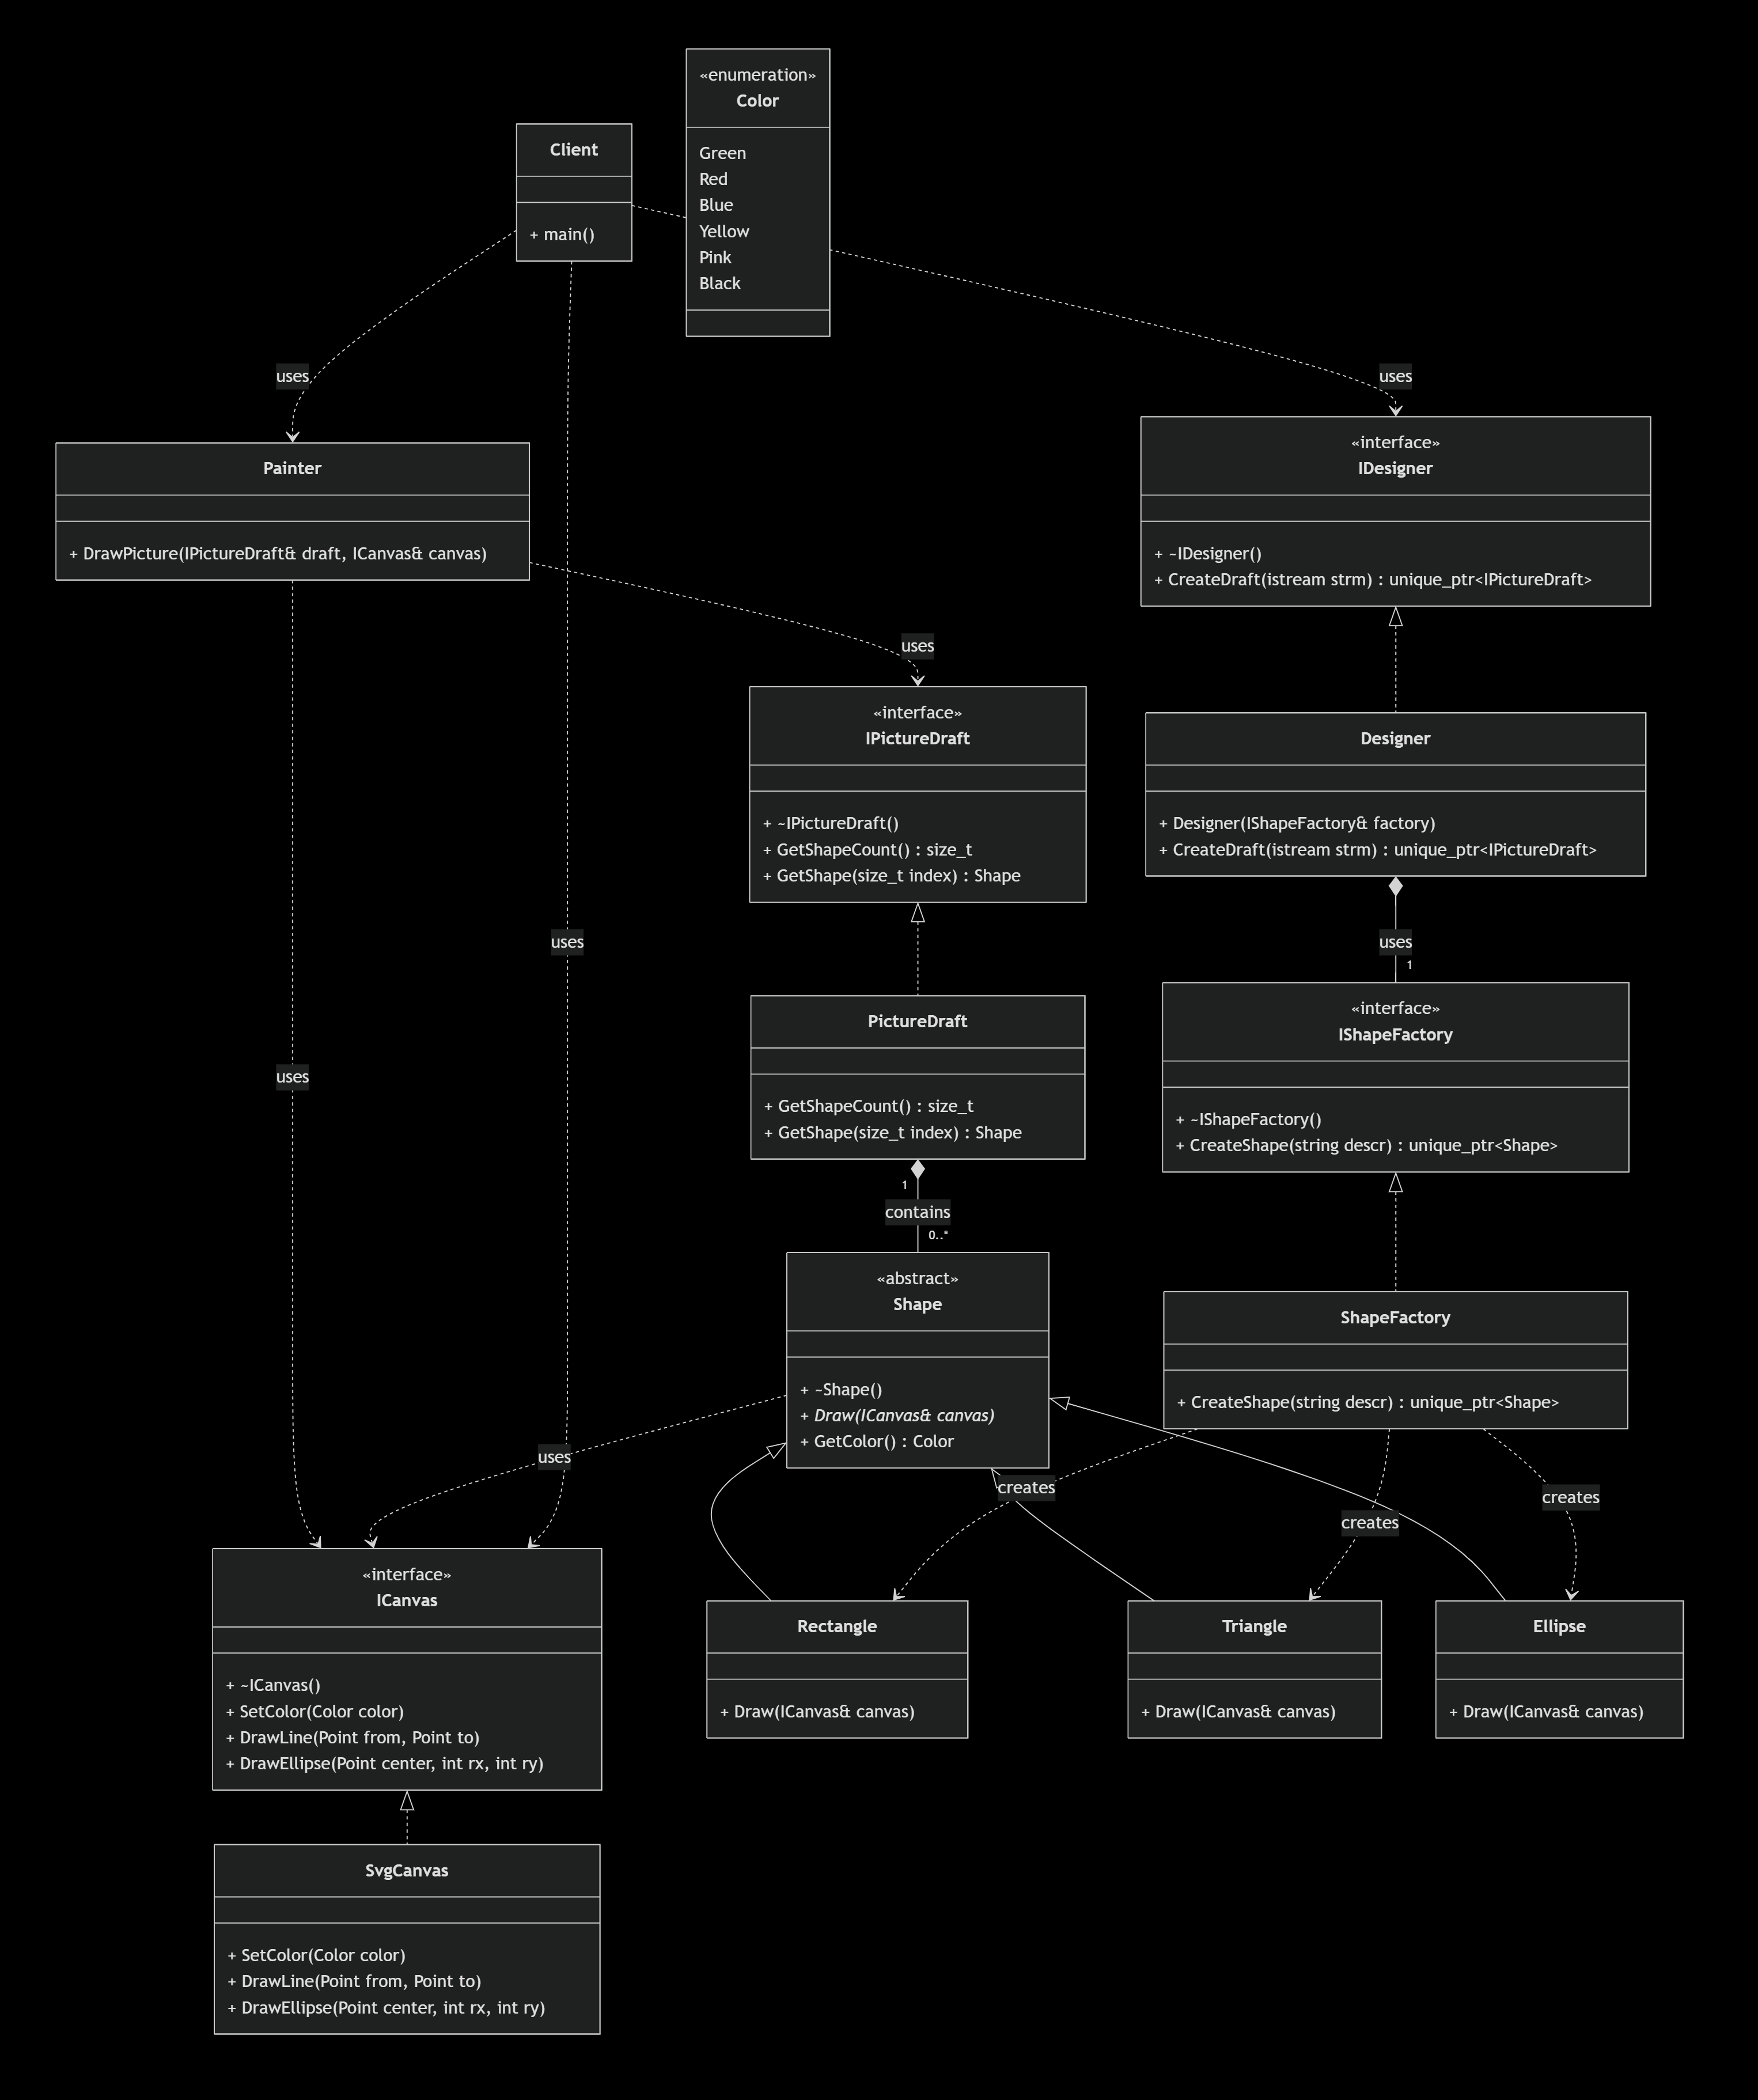 «enumeration»
Color
Green
Red
Blue
Yellow
Pink
Black
Client
+ main()
uses
uses
Painter
+ DrawPicture(IPictureDraft& draft, ICanvas& canvas)
«interface»
IDesigner
+ ~IDesigner()
+ CreateDraft(istream strm) : unique_ptr<IPictureDraft>
uses
«interface»
IPictureDraft
+ ~IPictureDraft()
+ GetShapeCount() : size_t
+ GetShape(size_t index) : Shape
Designer
+ Designer(IShapeFactory& factory)
+ CreateDraft(istream strm) : unique_ptr<IPictureDraft>
uses
uses
1
PictureDraft
+ GetShapeCount() : size_t
+ GetShape(size_t index) : Shape
«interface»
IShapeFactory
+ ~IShapeFactory()
+ CreateShape(string descr) : unique_ptr<Shape>
uses
1
contains
0..*
«abstract»
Shape
+ ~Shape()
+ Draw(ICanvas& canvas)
+ GetColor() : Color
ShapeFactory
+ CreateShape(string descr) : unique_ptr<Shape>
uses
creates
creates
creates
«interface»
ICanvas
+ ~ICanvas()
+ SetColor(Color color)
+ DrawLine(Point from, Point to)
+ DrawEllipse(Point center, int rx, int ry)
Rectangle
+ Draw(ICanvas& canvas)
Triangle
+ Draw(ICanvas& canvas)
Ellipse
+ Draw(ICanvas& canvas)
SvgCanvas
+ SetColor(Color color)
+ DrawLine(Point from, Point to)
+ DrawEllipse(Point center, int rx, int ry)